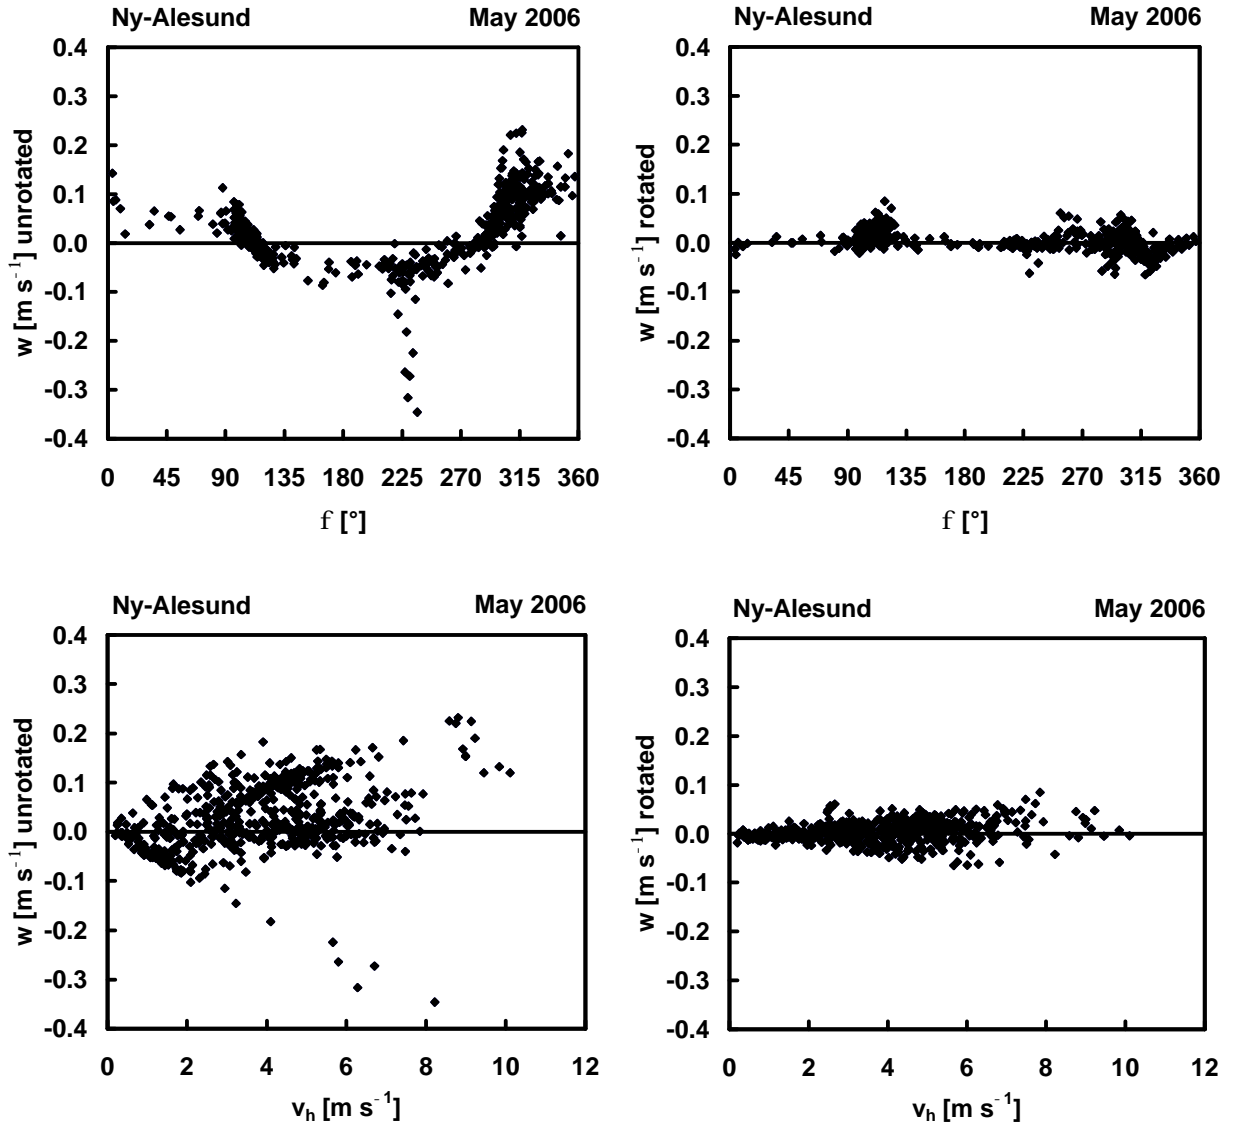 Ny-Alesund May 2006
0.4
0.3
0.2
0.1
0.0
-0.1
-0.2
-0.3
-0.4
w [m s⁻¹] unrotated
0 45 90 135 180 225 270 315 360
f [°]
Ny-Alesund May 2006
0.4
0.3
0.2
0.1
0.0
-0.1
-0.2
-0.3
-0.4
w [m s⁻¹] rotated
0 45 90 135 180 225 270 315 360
f [°]
Ny-Alesund May 2006
0.4
0.3
0.2
0.1
0.0
-0.1
-0.2
-0.3
-0.4
w [m s⁻¹] unrotated
0 2 4 6 8 10 12
vₕ [m s⁻¹]
Ny-Alesund May 2006
0.4
0.3
0.2
0.1
0.0
-0.1
-0.2
-0.3
-0.4
w [m s⁻¹] rotated
0 2 4 6 8 10 12
vₕ [m s⁻¹]